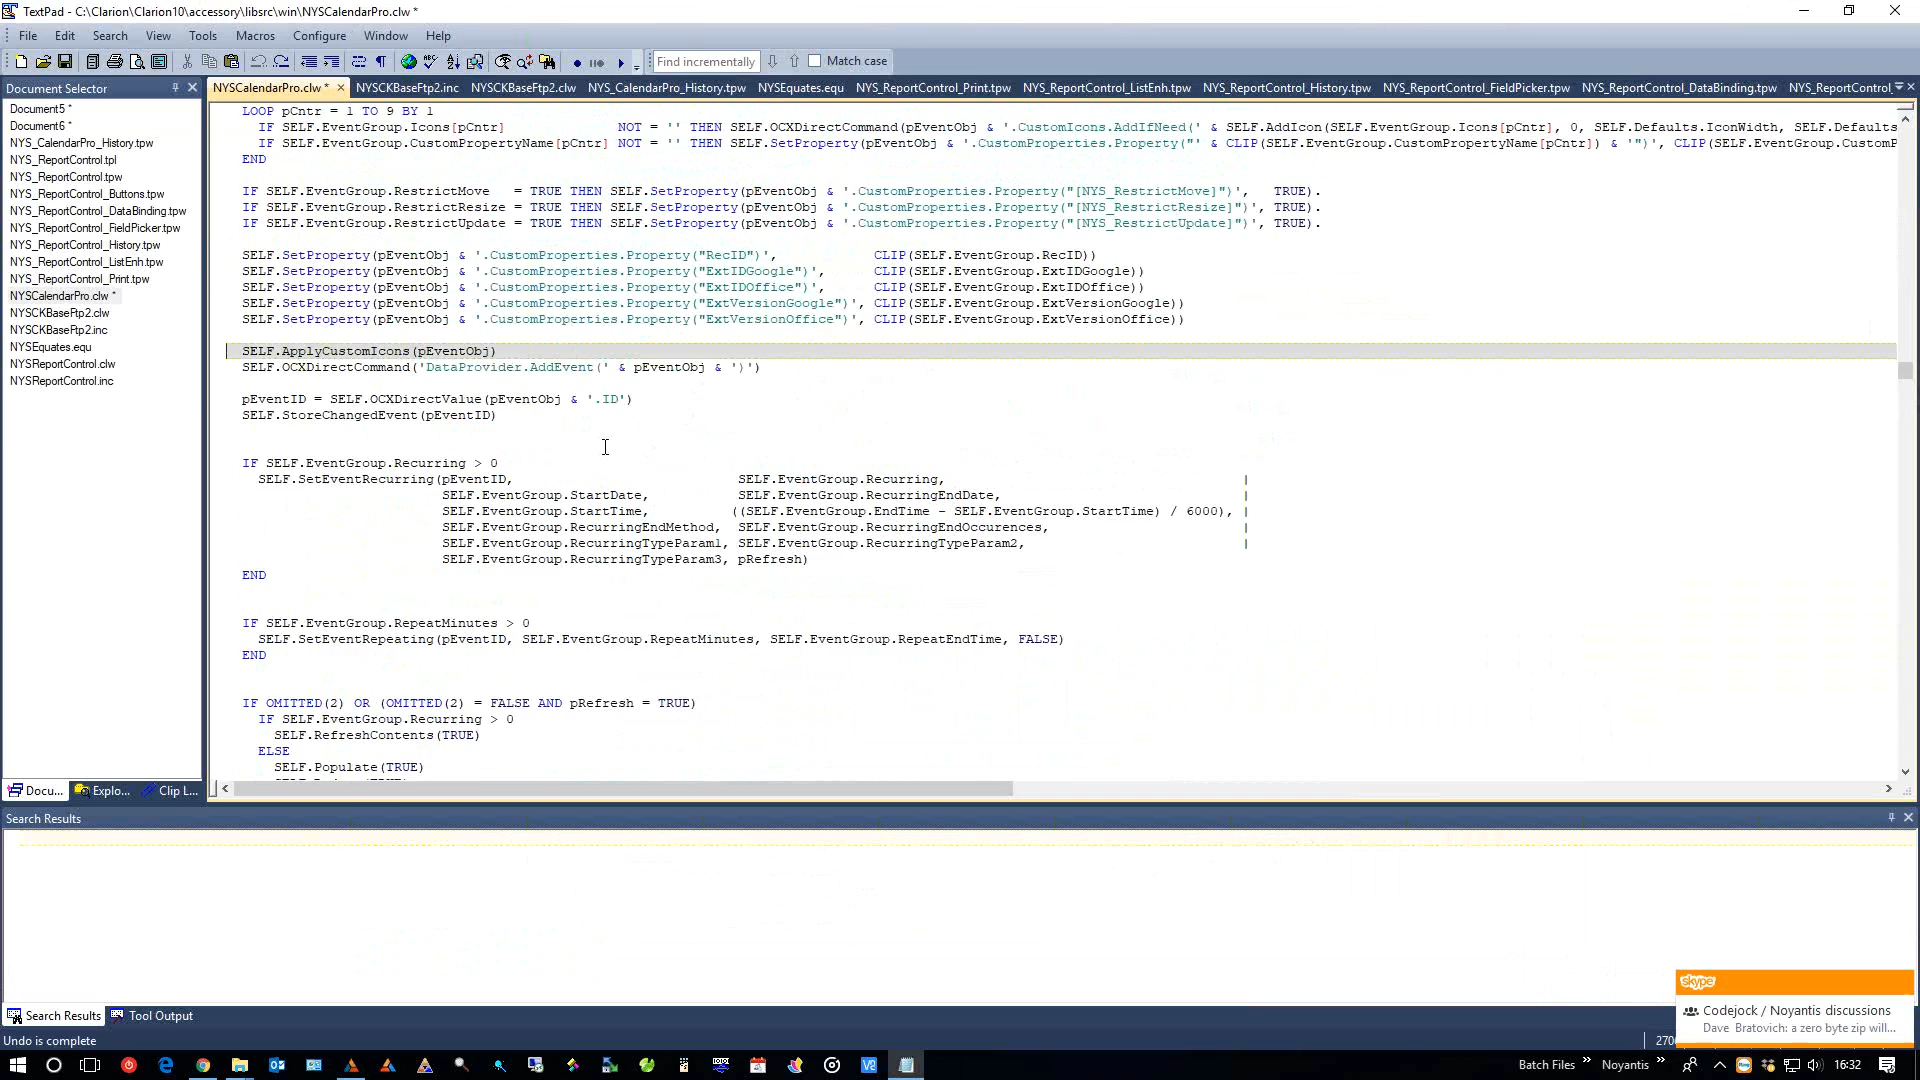 TextPad - C:\Clarion\Clarion10\accessory\libsrc\win\NYSCalendarPro.clw *
File Edit Search View Tools Macros Configure Window Help
Find incrementally Match case
Document Selector
NYSCalendarPro.clw * NYSCKBaseFtp2.inc NYSCKBaseFtp2.clw NYS_CalendarPro_History.tpw NYSEquates.equ NYS_ReportControl_Print.tpw NYS_ReportControl_ListEnh.tpw NYS_ReportControl_History.tpw NYS_ReportControl_FieldPicker.tpw NYS_ReportControl_DataBinding.tpw NYS_ReportControl_
Document5 *
Document6 *
NYS_CalendarPro_History.tpw
NYS_ReportControl.tpl
NYS_ReportControl.tpw
NYS_ReportControl_Buttons.tpw
NYS_ReportControl_DataBinding.tpw
NYS_ReportControl_FieldPicker.tpw
NYS_ReportControl_History.tpw
NYS_ReportControl_ListEnh.tpw
NYS_ReportControl_Print.tpw
NYSCalendarPro.clw *
NYSCKBaseFtp2.clw
NYSCKBaseFtp2.inc
NYSEquates.equ
NYSReportControl.clw
NYSReportControl.inc
LOOP pCntr = 1 TO 9 BY 1
IF SELF.EventGroup.Icons[pCntr] NOT = '' THEN SELF.OCXDirectCommand(pEventObj & '.CustomIcons.AddIfNeed(' & SELF.AddIcon(SELF.EventGroup.Icons[pCntr], 0, SELF.Defaults.IconWidth, SELF.Defaults
IF SELF.EventGroup.CustomPropertyName[pCntr] NOT = '' THEN SELF.SetProperty(pEventObj & '.CustomProperties.Property("' & CLIP(SELF.EventGroup.CustomPropertyName[pCntr]) & '")', CLIP(SELF.EventGroup.CustomP
END
IF SELF.EventGroup.RestrictMove = TRUE THEN SELF.SetProperty(pEventObj & '.CustomProperties.Property("[NYS_RestrictMove]")', TRUE).
IF SELF.EventGroup.RestrictResize = TRUE THEN SELF.SetProperty(pEventObj & '.CustomProperties.Property("[NYS_RestrictResize]")', TRUE).
IF SELF.EventGroup.RestrictUpdate = TRUE THEN SELF.SetProperty(pEventObj & '.CustomProperties.Property("[NYS_RestrictUpdate]")', TRUE).
SELF.SetProperty(pEventObj & '.CustomProperties.Property("RecID")', CLIP(SELF.EventGroup.RecID))
SELF.SetProperty(pEventObj & '.CustomProperties.Property("ExtIDGoogle")', CLIP(SELF.EventGroup.ExtIDGoogle))
SELF.SetProperty(pEventObj & '.CustomProperties.Property("ExtIDOffice")', CLIP(SELF.EventGroup.ExtIDOffice))
SELF.SetProperty(pEventObj & '.CustomProperties.Property("ExtVersionGoogle")', CLIP(SELF.EventGroup.ExtVersionGoogle))
SELF.SetProperty(pEventObj & '.CustomProperties.Property("ExtVersionOffice")', CLIP(SELF.EventGroup.ExtVersionOffice))
SELF.ApplyCustomIcons(pEventObj)
SELF.OCXDirectCommand('DataProvider.AddEvent(' & pEventObj & ')')
pEventID = SELF.OCXDirectValue(pEventObj & '.ID')
SELF.StoreChangedEvent(pEventID)
IF SELF.EventGroup.Recurring > 0
SELF.SetEventRecurring(pEventID, SELF.EventGroup.Recurring, |
SELF.EventGroup.StartDate, SELF.EventGroup.RecurringEndDate, |
SELF.EventGroup.StartTime, ((SELF.EventGroup.EndTime - SELF.EventGroup.StartTime) / 6000), |
SELF.EventGroup.RecurringEndMethod, SELF.EventGroup.RecurringEndOccurences, |
SELF.EventGroup.RecurringTypeParam1, SELF.EventGroup.RecurringTypeParam2, |
SELF.EventGroup.RecurringTypeParam3, pRefresh)
END
IF SELF.EventGroup.RepeatMinutes > 0
SELF.SetEventRepeating(pEventID, SELF.EventGroup.RepeatMinutes, SELF.EventGroup.RepeatEndTime, FALSE)
END
IF OMITTED(2) OR (OMITTED(2) = FALSE AND pRefresh = TRUE)
IF SELF.EventGroup.Recurring > 0
SELF.RefreshContents(TRUE)
ELSE
SELF.Populate(TRUE)
Docu... Explo... Clip L...
Search Results
skype
Codejock / Noyantis discussions
Dave Bratovich: a zero byte zip will...
Search Results Tool Output
Undo is complete
270
Batch Files Noyantis 16:32